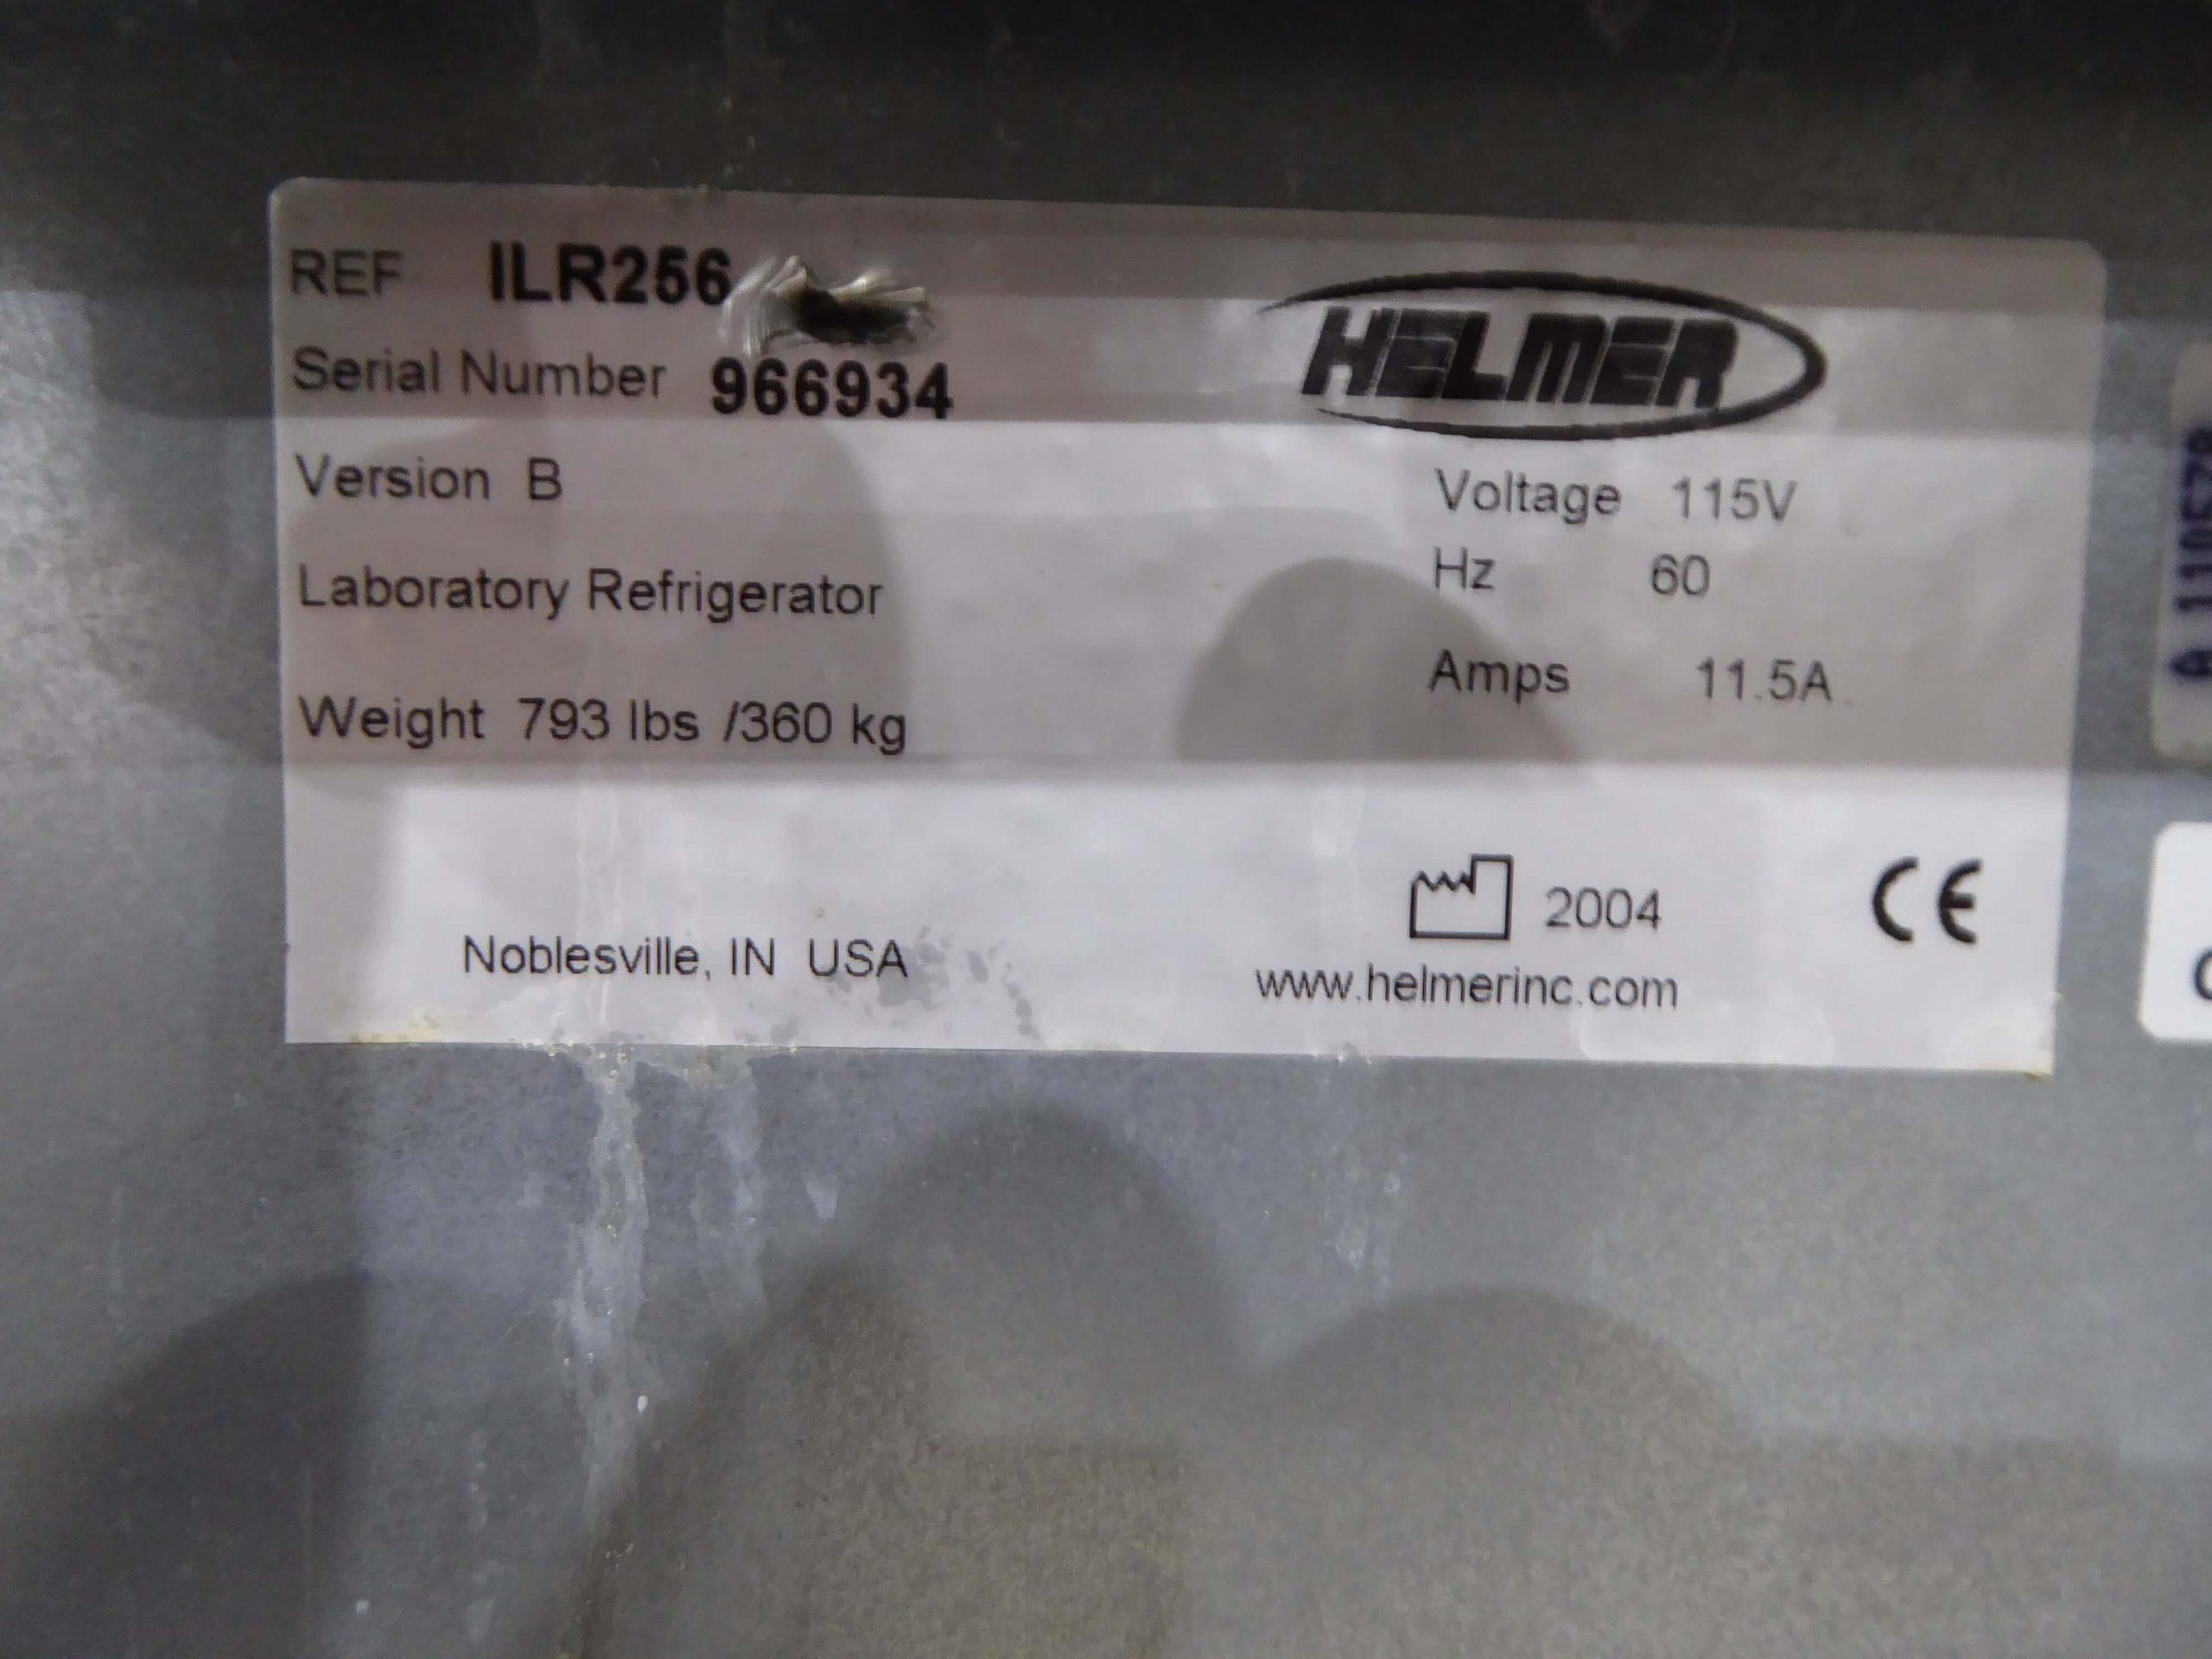 REF ILR256
HELMER
Serial Number 966934
Version B
Voltage 115V
Laboratory Refrigerator
Hz 60
Weight 793 lbs /360 kg
Amps 11.5A
2004
CE
Noblesville, IN USA
www.helmerinc.com